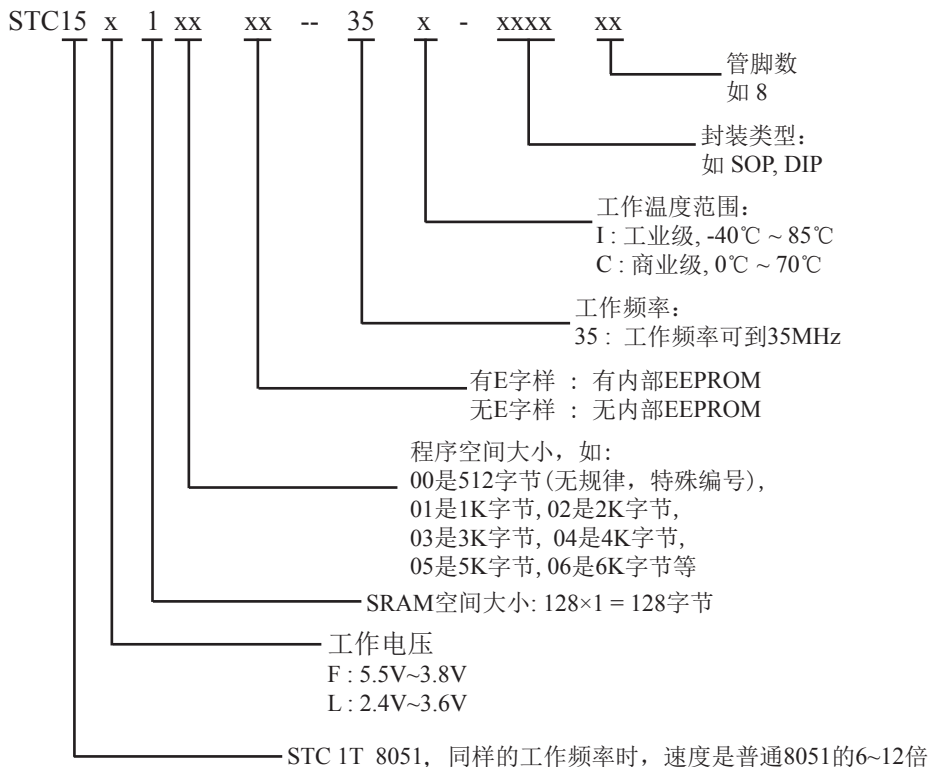 STC15 x 1 xx xx -- 35 x - xxxx xx
管脚数
如 8
封装类型：
如 SOP, DIP
工作温度范围：
I : 工业级, -40℃ ~ 85℃
C : 商业级, 0℃ ~ 70℃
工作频率：
35 : 工作频率可到35MHz
有E字样 : 有内部EEPROM
无E字样 : 无内部EEPROM
程序空间大小，如:
00是512字节(无规律，特殊编号),
01是1K字节, 02是2K字节,
03是3K字节, 04是4K字节,
05是5K字节, 06是6K字节等
SRAM空间大小: 128×1 = 128字节
工作电压
F : 5.5V~3.8V
L : 2.4V~3.6V
STC 1T 8051, 同样的工作频率时，速度是普通8051的6~12倍